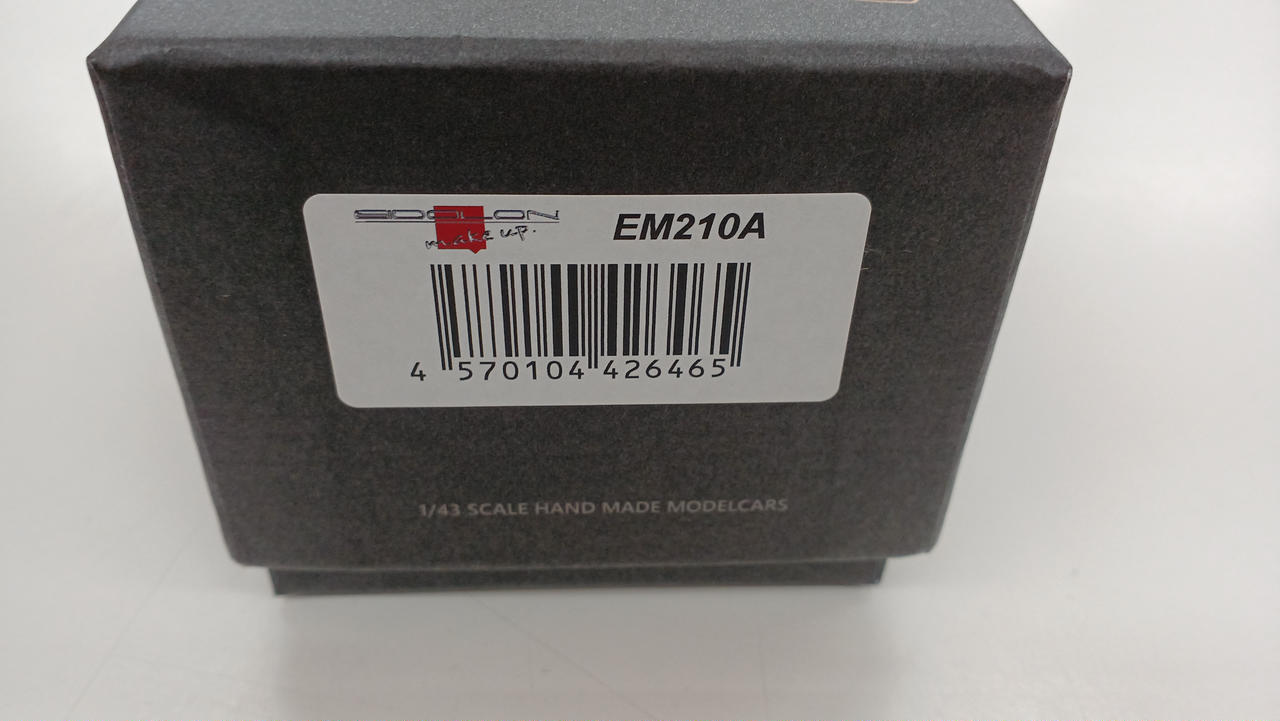 EIDOLON
make up.
EM210A
4 570104 426465
1/43 SCALE HAND MADE MODELCARS